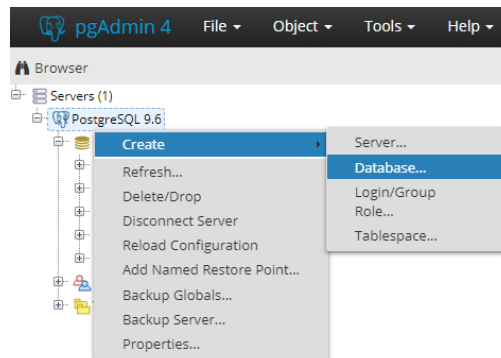 pgAdmin 4 File Object Tools Help
Browser
Servers (1)
PostgreSQL 9.6
Create
Refresh...
Delete/Drop
Disconnect Server
Reload Configuration
Add Named Restore Point...
Backup Globals...
Backup Server...
Properties...
Server...
Database...
Login/Group
Role...
Tablespace...